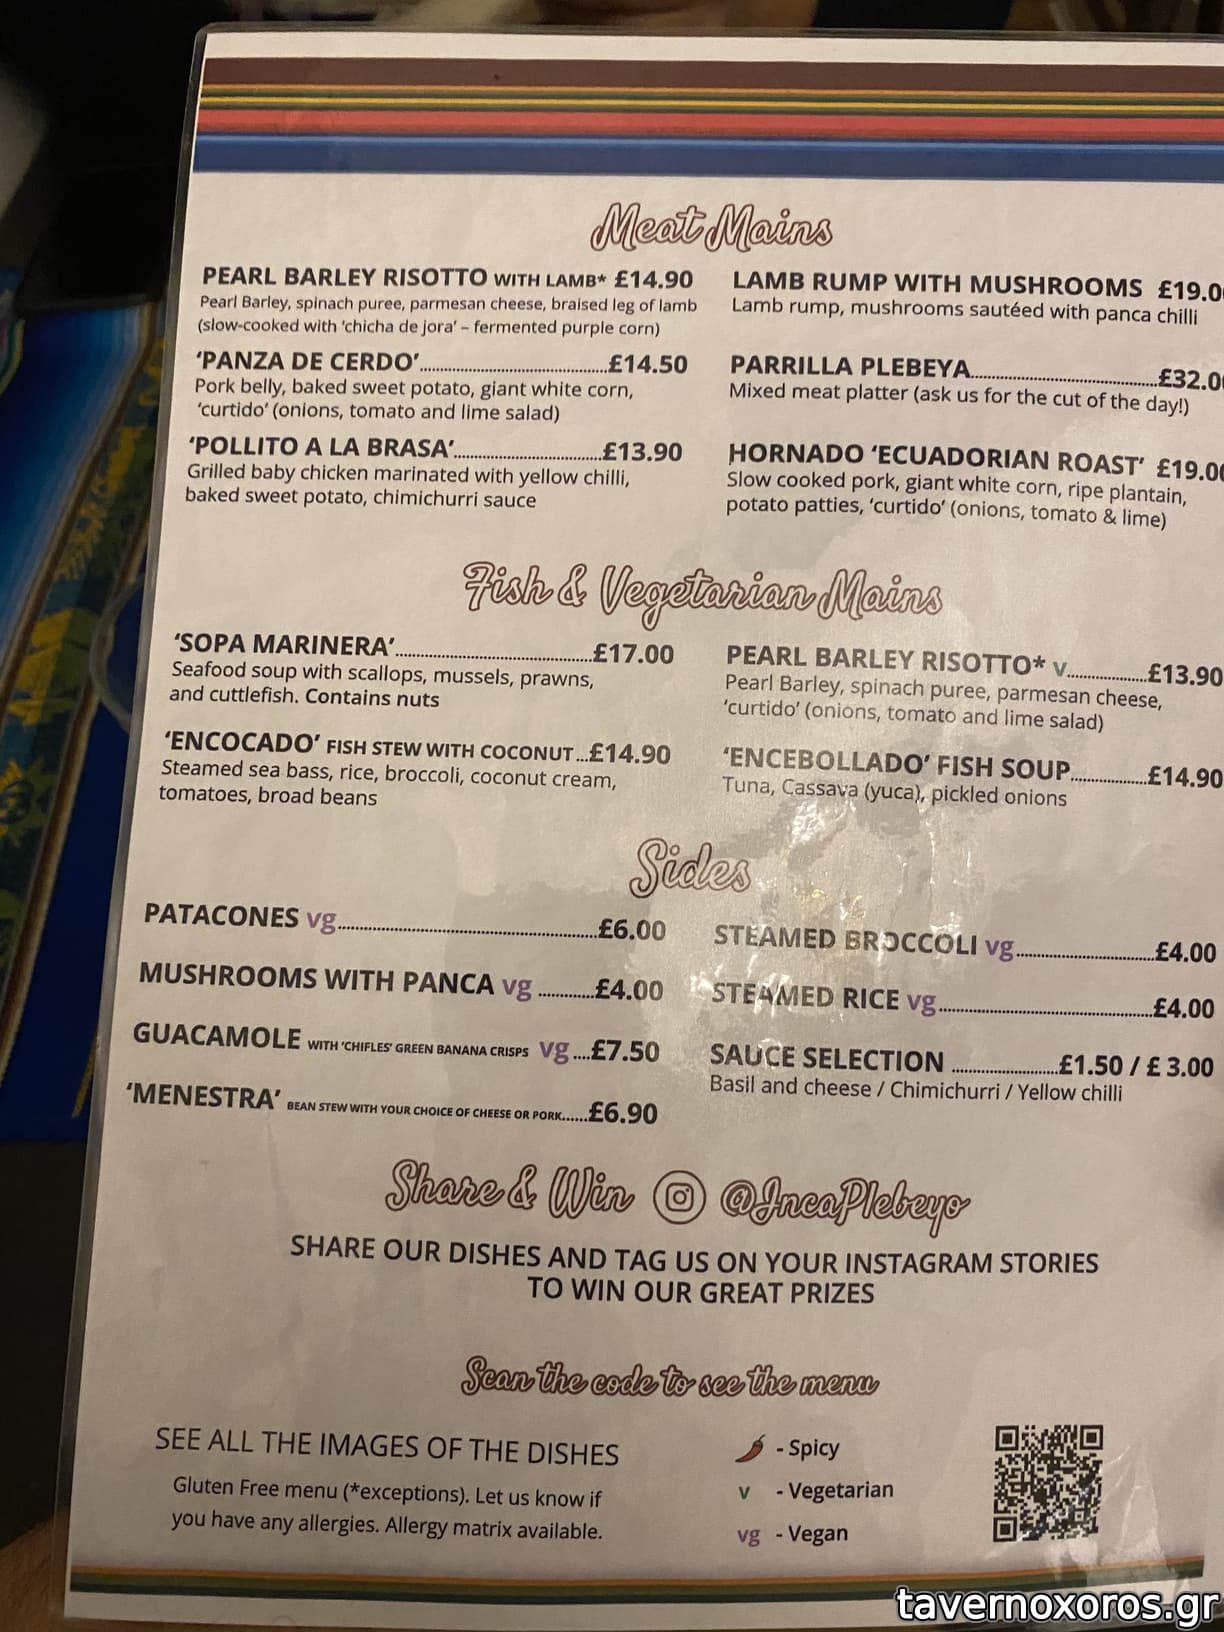 Meat Mains
PEARL BARLEY RISOTTO WITH LAMB* £14.90
Pearl Barley, spinach puree, parmesan cheese, braised leg of lamb
(slow-cooked with ‘chicha de jora’ – fermented purple corn)
‘PANZA DE CERDO’ £14.50
Pork belly, baked sweet potato, giant white corn,
‘curtido’ (onions, tomato and lime salad)
‘POLLITO A LA BRASA’ £13.90
Grilled baby chicken marinated with yellow chilli,
baked sweet potato, chimichurri sauce
LAMB RUMP WITH MUSHROOMS £19.0
Lamb rump, mushrooms sautéed with panca chilli
PARRILLA PLEBEYA £32.0
Mixed meat platter (ask us for the cut of the day!)
HORNADO ‘ECUADORIAN ROAST’ £19.00
Slow cooked pork, giant white corn, ripe plantain,
potato patties, ‘curtido’ (onions, tomato & lime)
Fish & Vegetarian Mains
‘SOPA MARINERA’ £17.00
Seafood soup with scallops, mussels, prawns,
and cuttlefish. Contains nuts
‘ENCOCADO’ FISH STEW WITH COCONUT...£14.90
Steamed sea bass, rice, broccoli, coconut cream,
tomatoes, broad beans
PEARL BARLEY RISOTTO* v £13.90
Pearl Barley, spinach puree, parmesan cheese,
‘curtido’ (onions, tomato and lime salad)
‘ENCEBOLLADO’ FISH SOUP £14.90
Tuna, Cassava (yuca), pickled onions
Sides
PATACONES vg £6.00
MUSHROOMS WITH PANCA vg £4.00
GUACAMOLE WITH ‘CHIFLES’ GREEN BANANA CRISPS vg ....£7.50
‘MENESTRA’ BEAN STEW WITH YOUR CHOICE OF CHEESE OR PORK......£6.90
STEAMED BROCCOLI vg £4.00
STEAMED RICE vg £4.00
SAUCE SELECTION £1.50 / £ 3.00
Basil and cheese / Chimichurri / Yellow chilli
Share & Win @IncaPlebeyo
SHARE OUR DISHES AND TAG US ON YOUR INSTAGRAM STORIES
TO WIN OUR GREAT PRIZES
Scan the code to see the menu
SEE ALL THE IMAGES OF THE DISHES
Gluten Free menu (*exceptions). Let us know if
you have any allergies. Allergy matrix available.
- Spicy
v - Vegetarian
vg - Vegan
tavernoxoros.gr